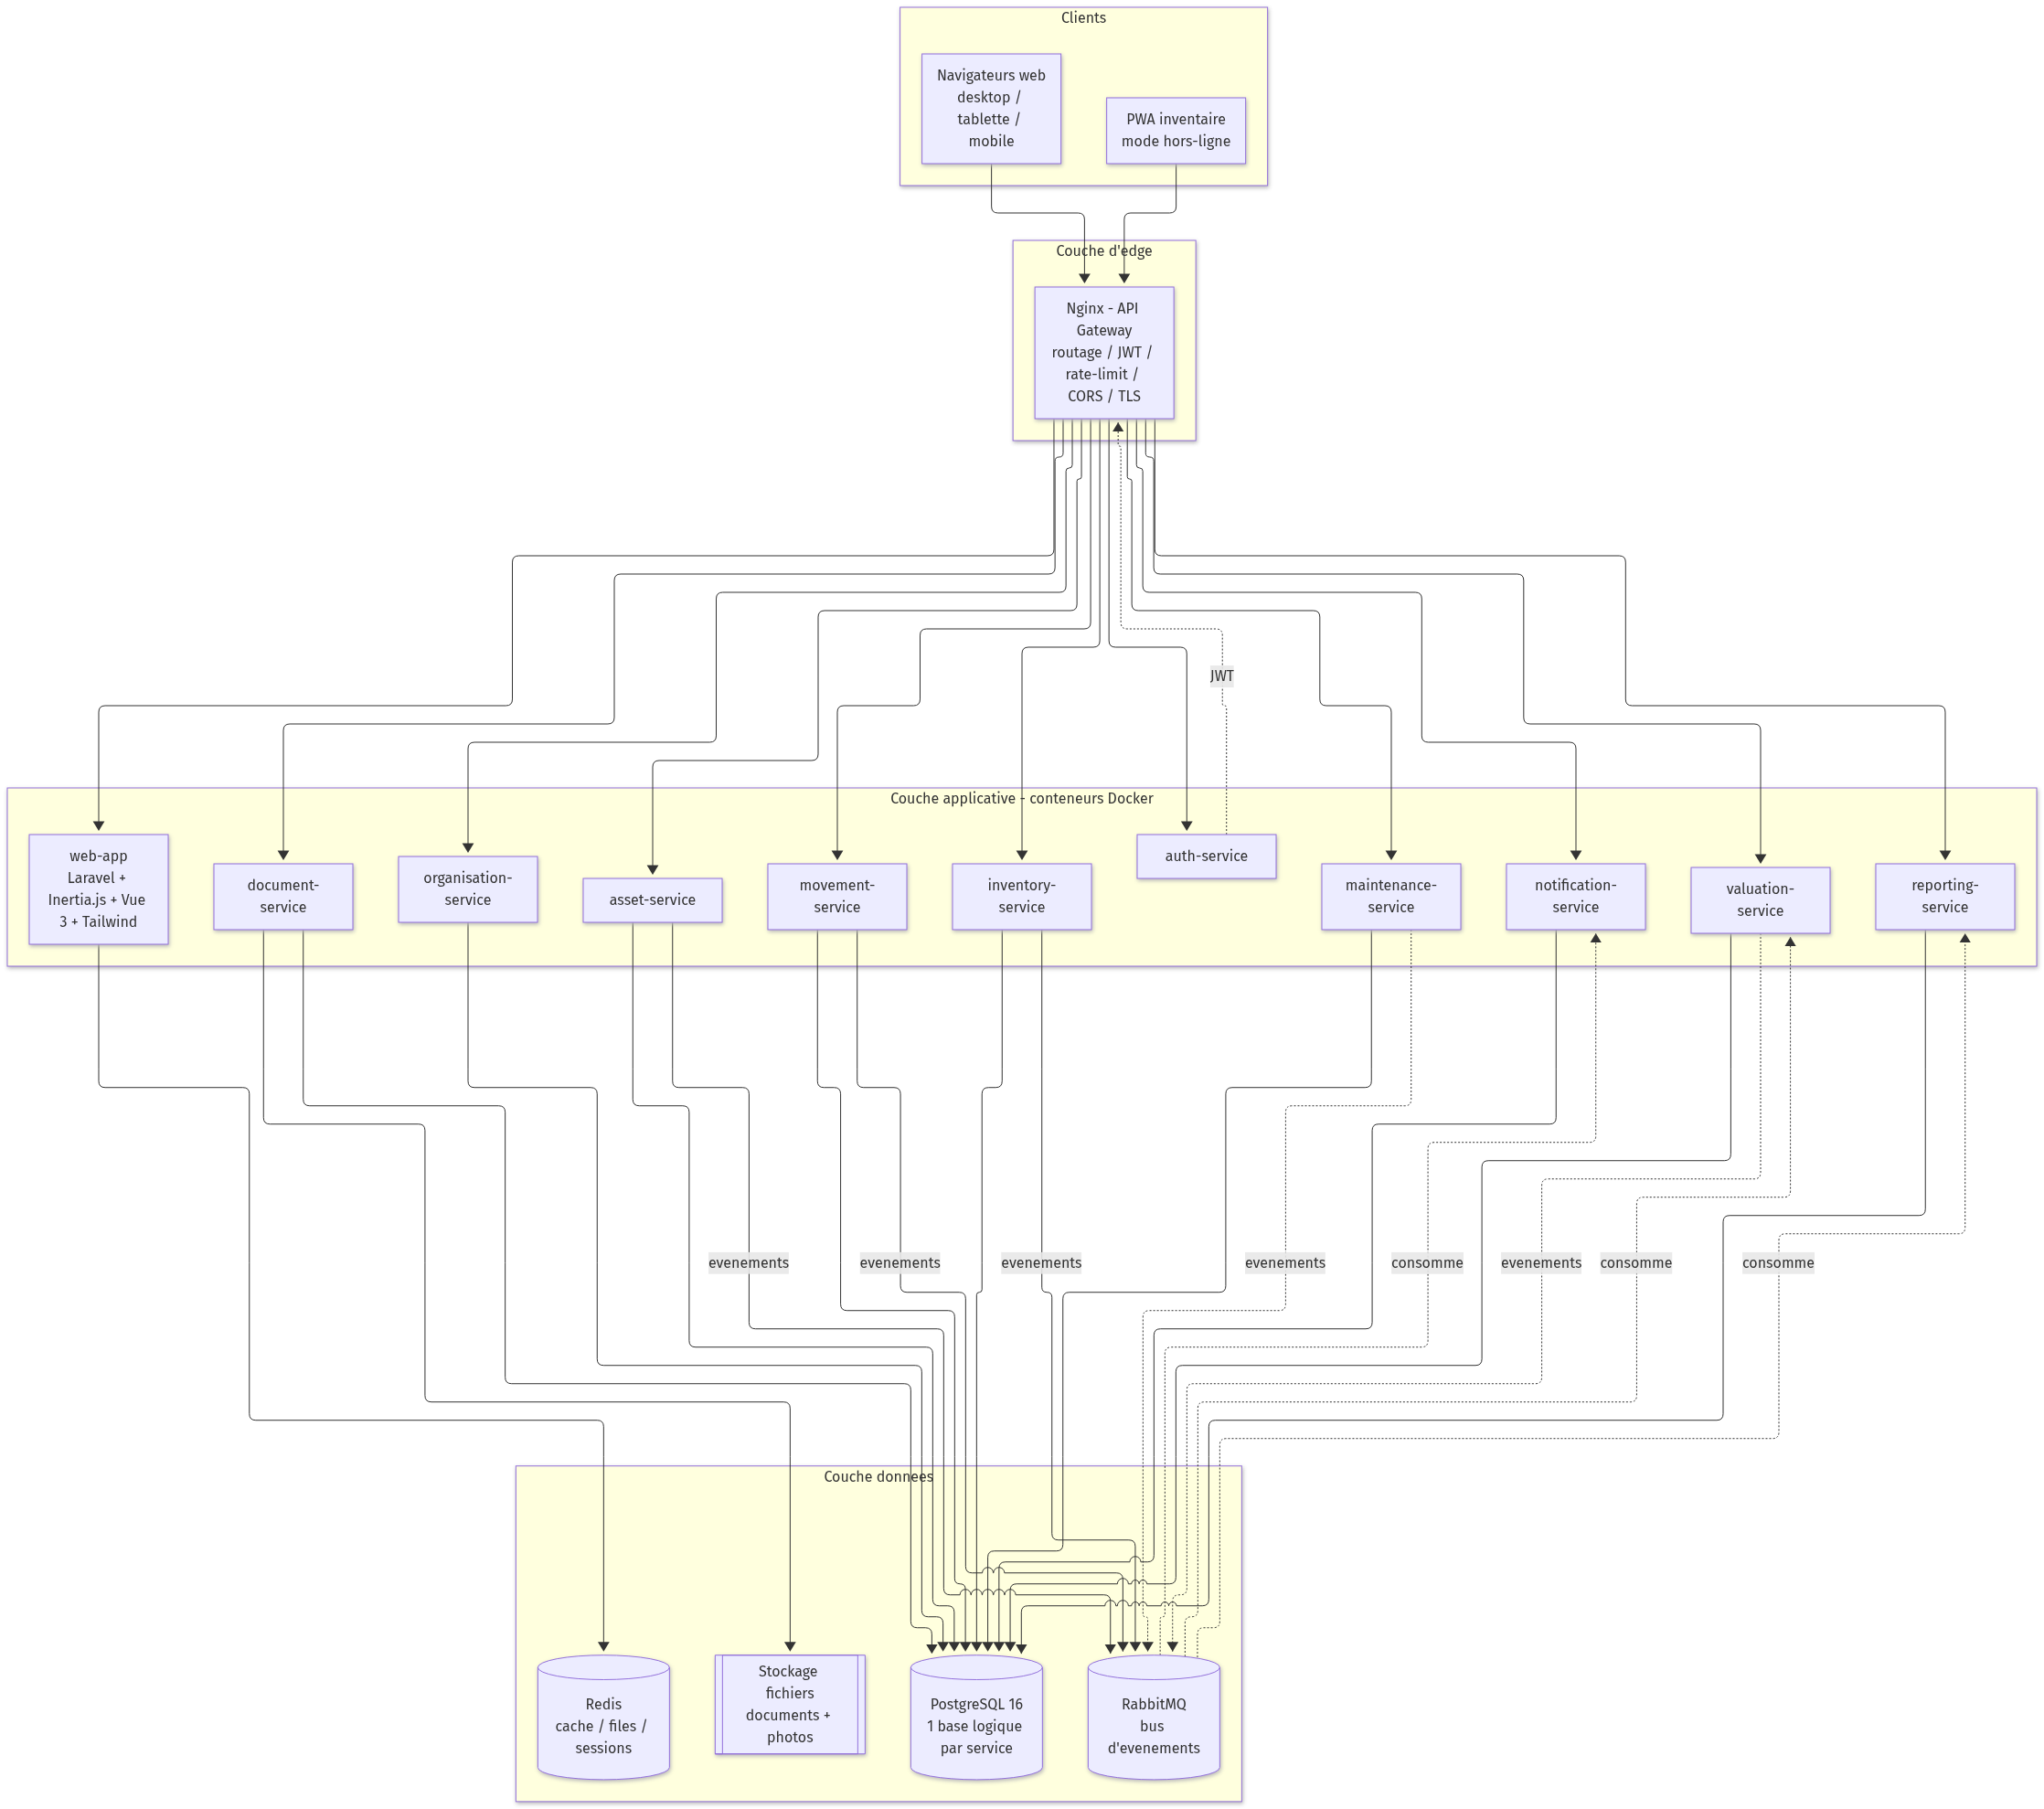 Clients
Navigateurs web
desktop /
tablette /
mobile
PWA inventaire
mode hors-ligne
Couche d'edge
Nginx - API
Gateway
routage / JWT /
rate-limit /
CORS / TLS
JWT
Couche applicative - conteneurs Docker
web-app
Laravel +
Inertia.js + Vue
3 + Tailwind
document-
service
organisation-
service
asset-service
movement-
service
inventory-
service
auth-service
maintenance-
service
notification-
service
valuation-
service
reporting-
service
evenements
evenements
evenements
evenements
consomme
evenements
consomme
consomme
Couche donnees
Redis
cache / files /
sessions
Stockage
fichiers
documents +
photos
PostgreSQL 16
1 base logique
par service
RabbitMQ
bus
d'evenements